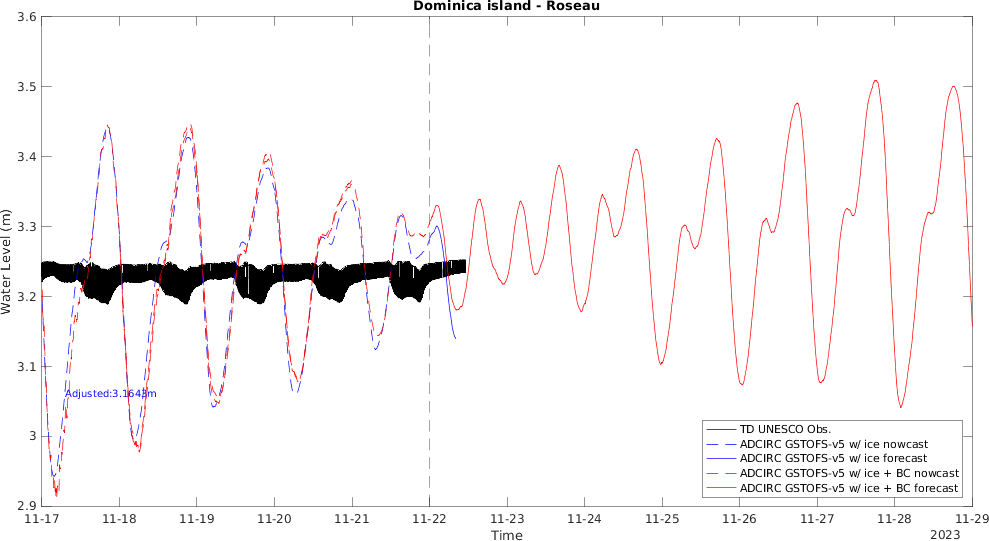 Dominica island - Roseau
3.6
3.5
3.4
3.3
3.2
3.1
3
2.9
Water Level (m)
Adjusted:3.1643m
TD UNESCO Obs.
ADCIRC GSTOFS-v5 w/ ice nowcast
ADCIRC GSTOFS-v5 w/ ice forecast
ADCIRC GSTOFS-v5 w/ ice + BC nowcast
ADCIRC GSTOFS-v5 w/ ice + BC forecast
11-17 11-18 11-19 11-20 11-21 11-22 11-23 11-24 11-25 11-26 11-27 11-28 11-29
Time
2023